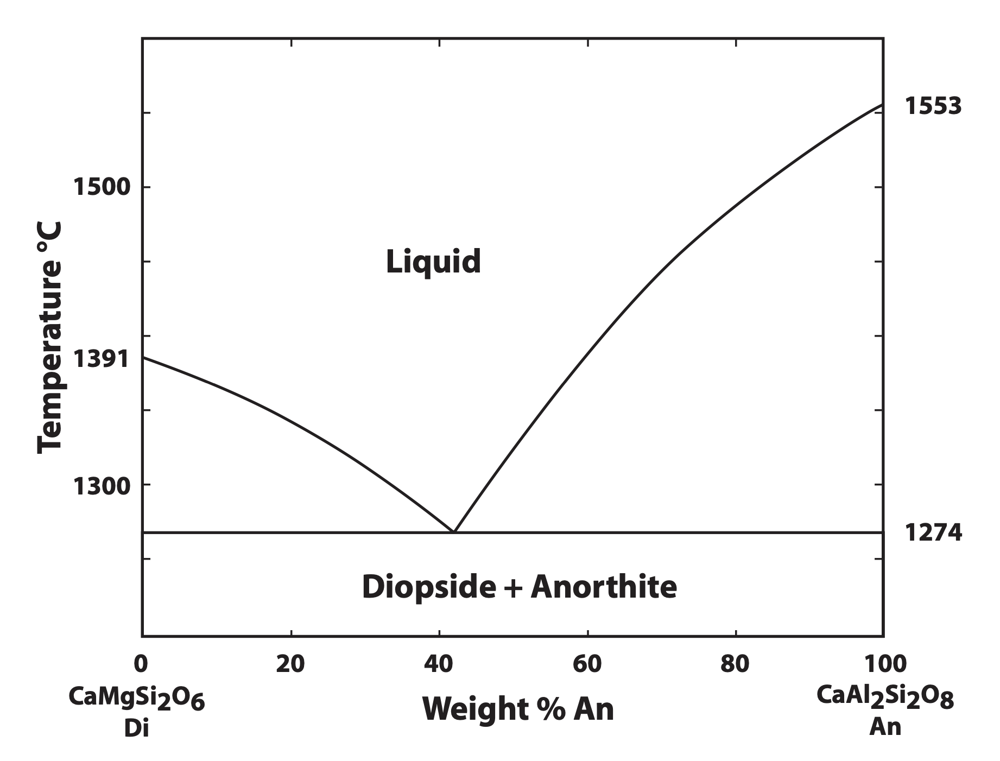 1553
1500
Temperature °C
Liquid
1391
1300
1274
Diopside + Anorthite
0 20 40 60 80 100
CaMgSi2O6
Di
Weight % An
CaAl2Si2O8
An